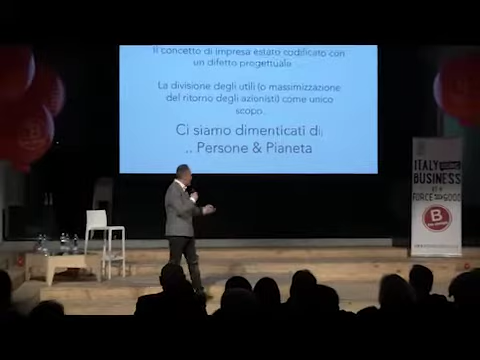 Il concetto di impresa è stato codificato con
un difetto progettuale ...
La divisione degli utili (o massimizzazione
del ritorno degli azionisti) come unico
scopo.
Ci siamo dimenticati di
.. Persone & Pianeta
ITALY
BUSINESS
FORCE
GOOD
B